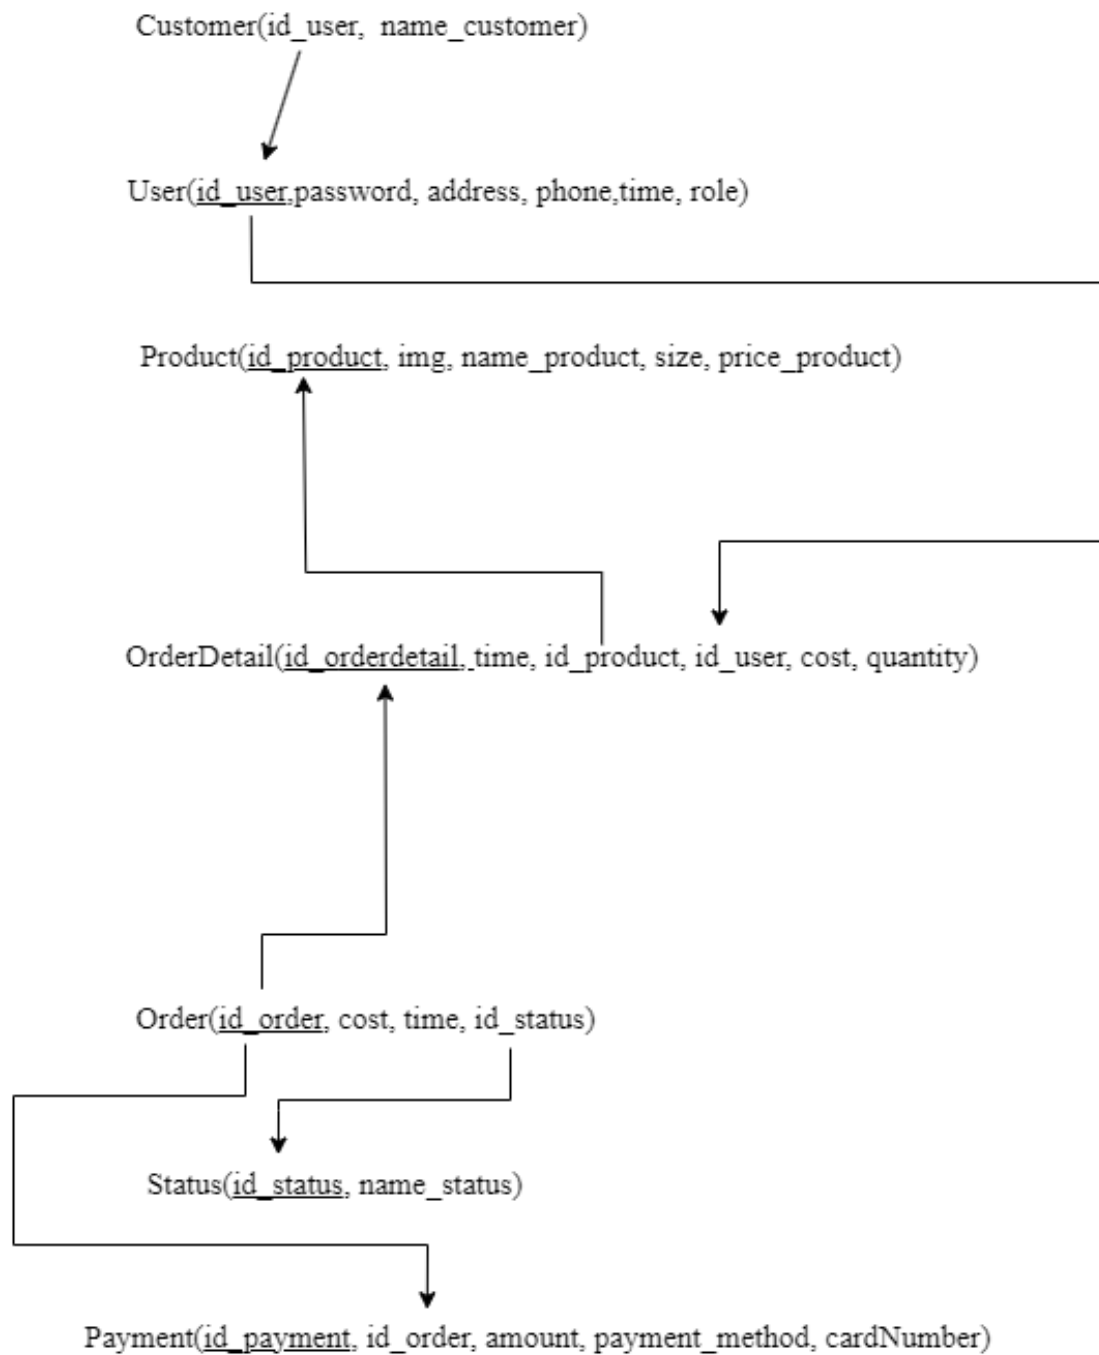 Customer(id_user, name_customer)
User(id_user,password, address, phone,time, role)
Product(id_product, img, name_product, size, price_product)
OrderDetail(id_orderdetail, time, id_product, id_user, cost, quantity)
Order(id_order, cost, time, id_status)
Status(id_status, name_status)
Payment(id_payment, id_order, amount, payment_method, cardNumber)